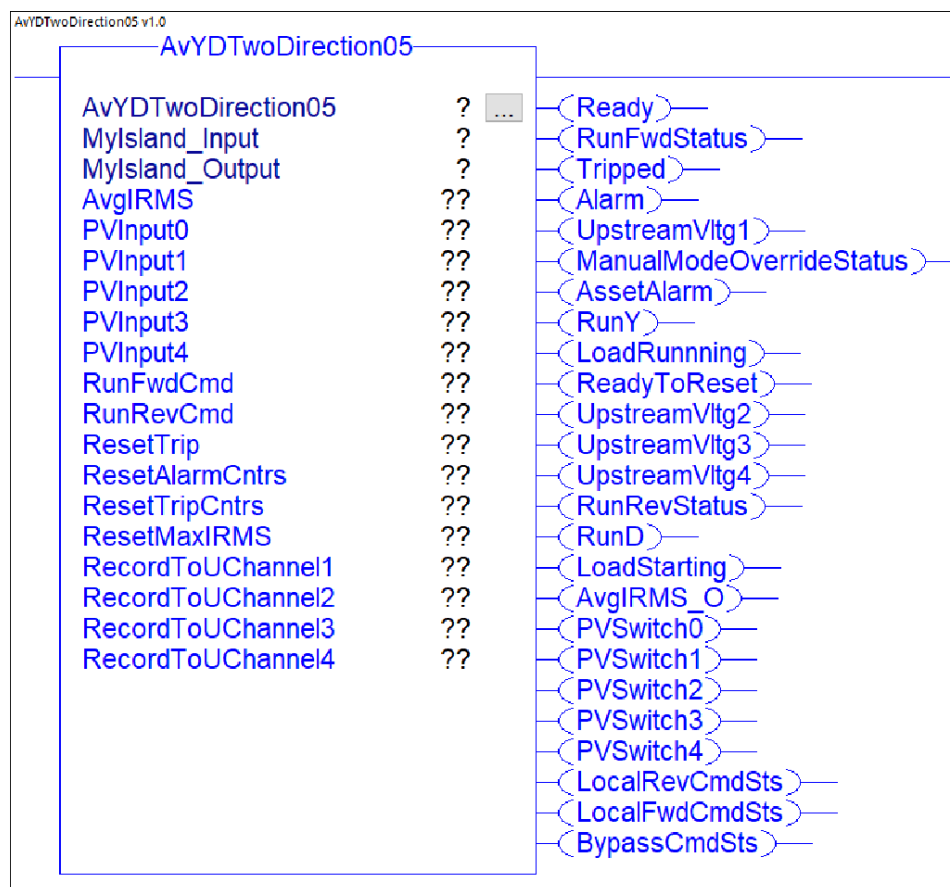 AvYDTwoDirection05 v1.0
AvYDTwoDirection05
AvYDTwoDirection05 ? ... Ready
MyIsland_Input ? RunFwdStatus
MyIsland_Output ? Tripped
AvgIRMS ?? Alarm
PVInput0 ?? UpstreamVltg1
PVInput1 ?? ManualModeOverrideStatus
PVInput2 ?? AssetAlarm
PVInput3 ?? RunY
PVInput4 ?? LoadRunnning
RunFwdCmd ?? ReadyToReset
RunRevCmd ?? UpstreamVltg2
ResetTrip ?? UpstreamVltg3
ResetAlarmCntrs ?? UpstreamVltg4
ResetTripCntrs ?? RunRevStatus
ResetMaxIRMS ?? RunD
RecordToUChannel1 ?? LoadStarting
RecordToUChannel2 ?? AvgIRMS_O
RecordToUChannel3 ?? PVSwitch0
RecordToUChannel4 ?? PVSwitch1
PVSwitch2
PVSwitch3
PVSwitch4
LocalRevCmdSts
LocalFwdCmdSts
BypassCmdSts